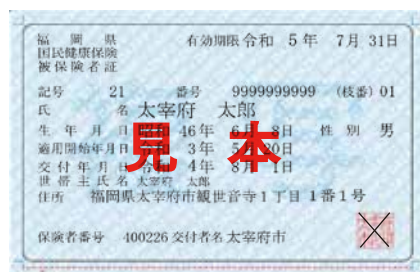 福岡県
国民健康保険
被保険者証
有効期限 令和 5年 7月 31日
記号 21 番号 9999999999 (枝番) 01
氏名 太宰府 太郎
生年月日 昭和 46年 6月 8日 性別 男
適用開始年月日 令和 3年 5月 20日
交付年月日 令和 4年 8月 1日
世帯主氏名 太宰府 太郎
住所 福岡県太宰府市観世音寺1丁目1番1号
保険者番号 400226 交付者名 太宰府市
見本